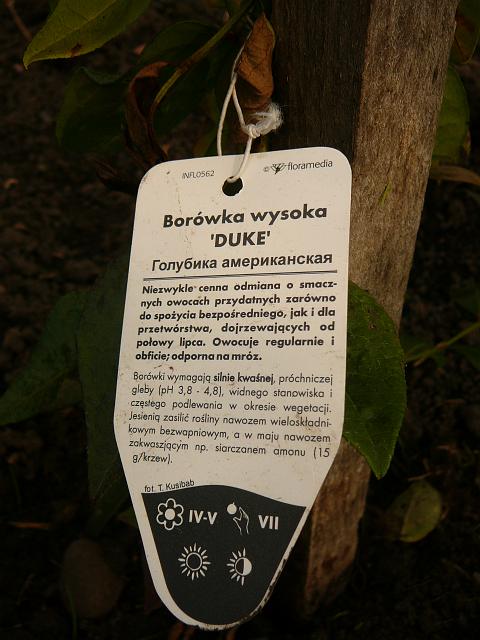 INFL0562 © floramedia
Borówka wysoka
'DUKE'
Голубика американская
Niezwykle cenna odmiana o smacz-
nych owocach przydatnych zarówno
do spożycia bezpośredniego, jak i dla
przetwórstwa, dojrzewających od
połowy lipca. Owocuje regularnie i
obficie; odporna na mróz.
Borówki wymagają silnie kwaśnej, próchniczej
gleby (pH 3,8 - 4,8), widnego stanowiska i
częstego podlewania w okresie wegetacji.
Jesienią zasilić rośliny nawozem wieloskładni-
kowym bezwapniowym, a w maju nawozem
zakwaszjącym np. siarczanem amonu (15
g/krzew).
fot. T. Kusibab
IV-V VII